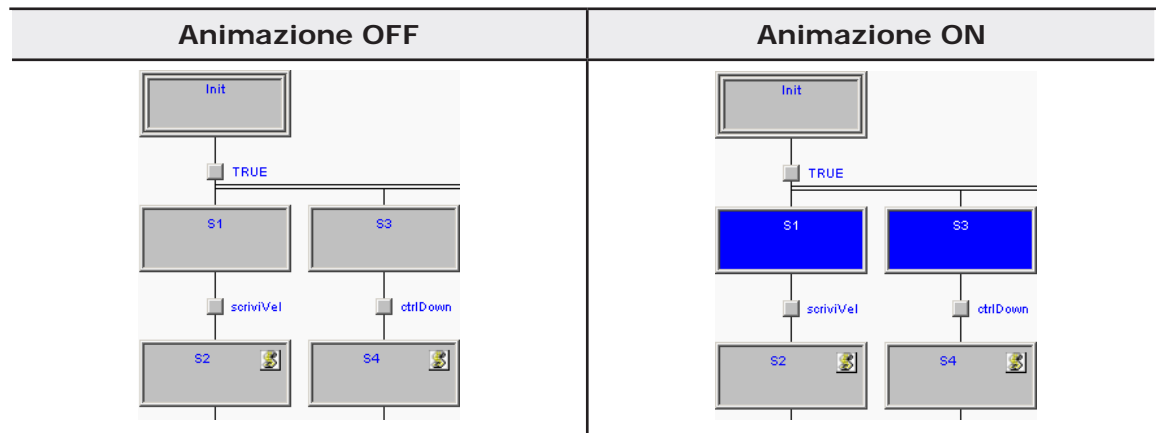 Animazione OFF
Animazione ON
Init
TRUE
S1
S3
scriviVel
ctrlDown
S2
S4
Init
TRUE
S1
S3
scriviVel
ctrlDown
S2
S4